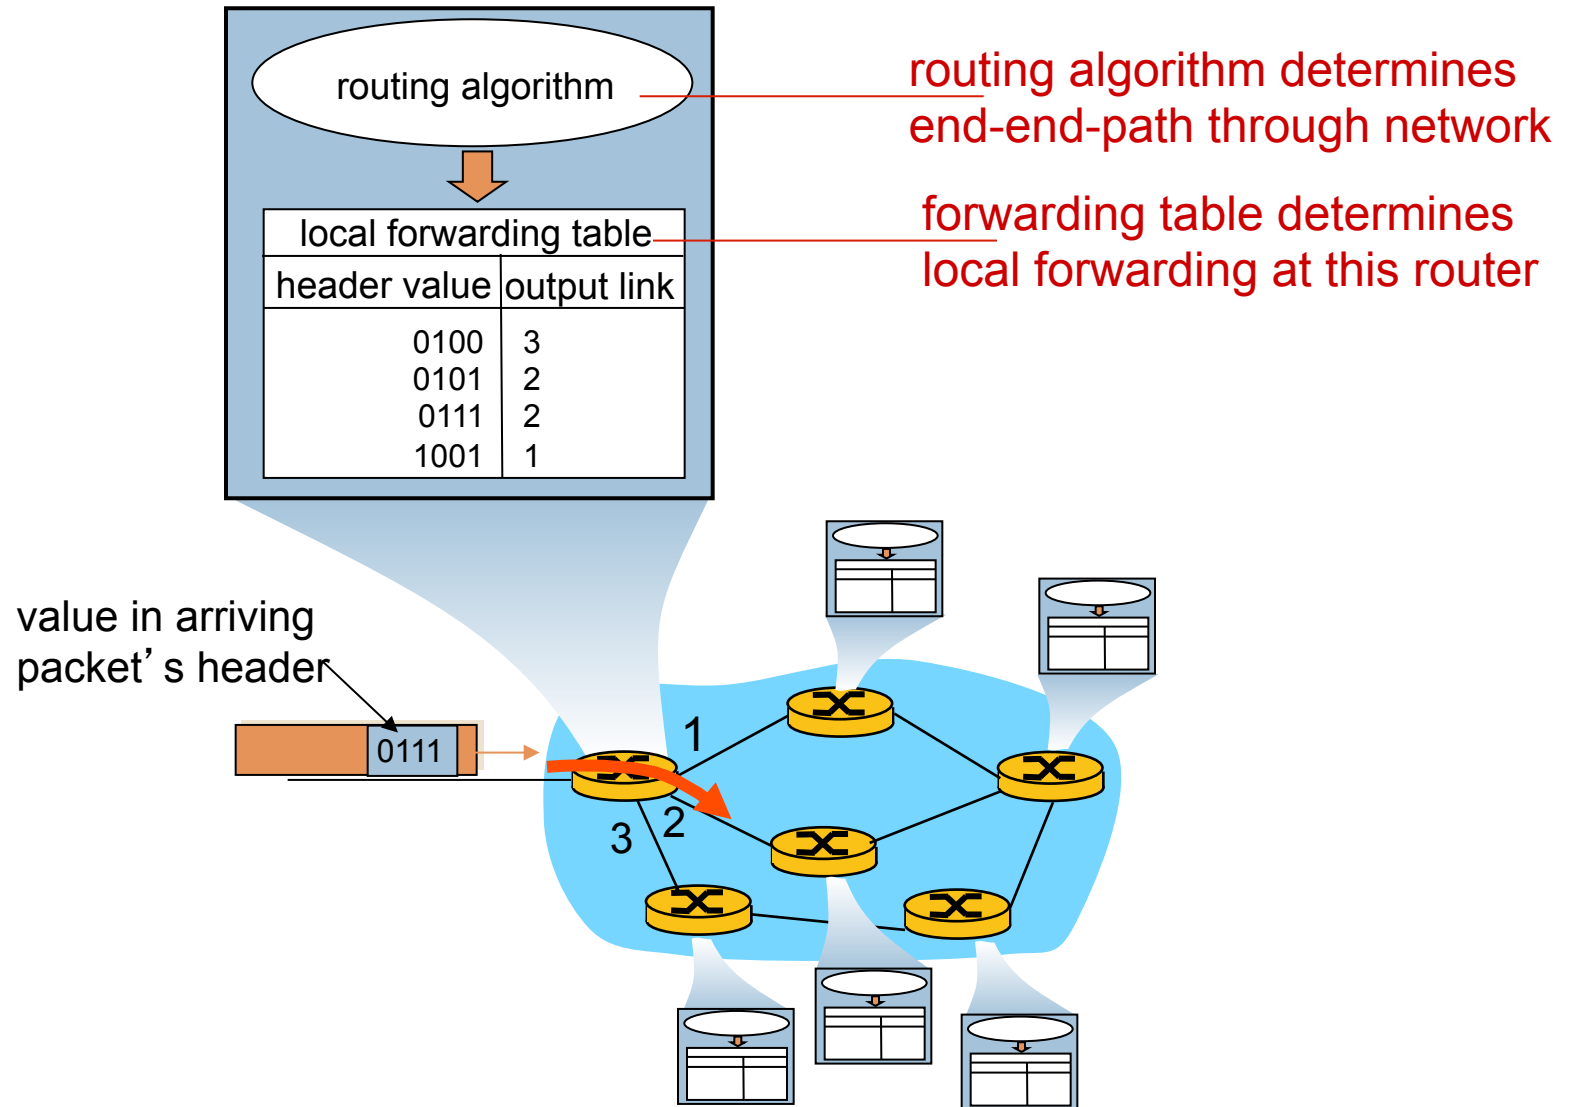 routing algorithm
routing algorithm determines
end-end-path through network
local forwarding table
forwarding table determines
local forwarding at this router
header value output link
0100 3
0101 2
0111 2
1001 1
value in arriving
packet’s header
0111
1
2
3